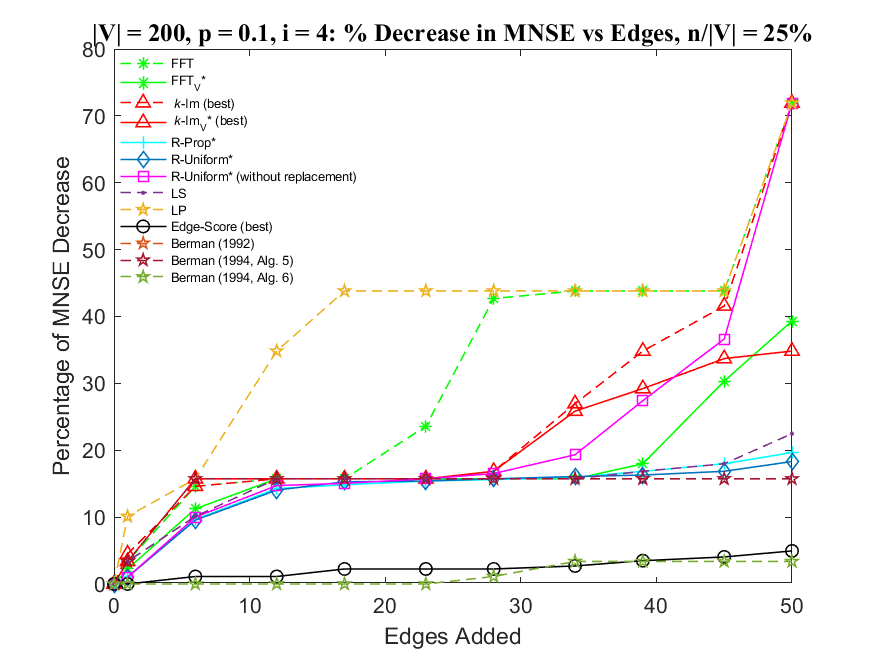 |V| = 200, p = 0.1, i = 4: % Decrease in MNSE vs Edges, n/|V| = 25%
80
70
60
50
40
30
20
10
0
Percentage of MNSE Decrease
FFT
FFT_V*
k-Im (best)
k-Im_V* (best)
R-Prop*
R-Uniform*
R-Uniform* (without replacement)
LS
LP
Edge-Score (best)
Berman (1992)
Berman (1994, Alg. 5)
Berman (1994, Alg. 6)
0 10 20 30 40 50
Edges Added